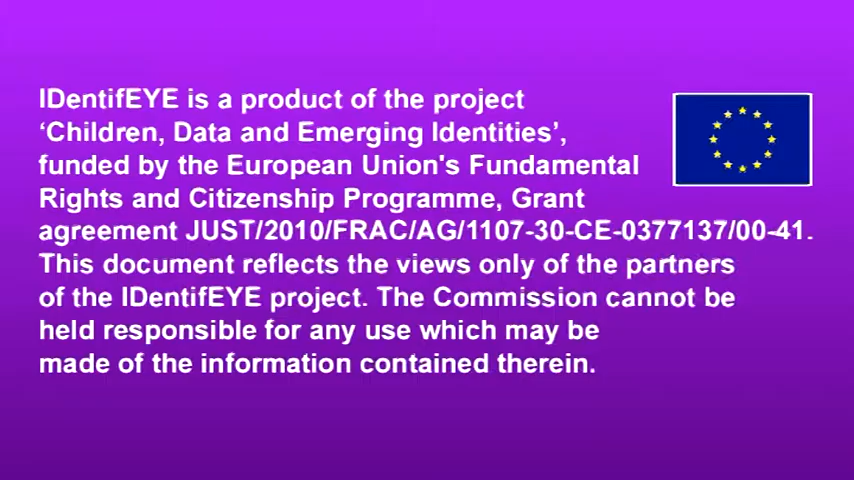 IDentifEYE is a product of the project
‘Children, Data and Emerging Identities’,
funded by the European Union's Fundamental
Rights and Citizenship Programme, Grant
agreement JUST/2010/FRAC/AG/1107-30-CE-0377137/00-41.
This document reflects the views only of the partners
of the IDentifEYE project. The Commission cannot be
held responsible for any use which may be
made of the information contained therein.